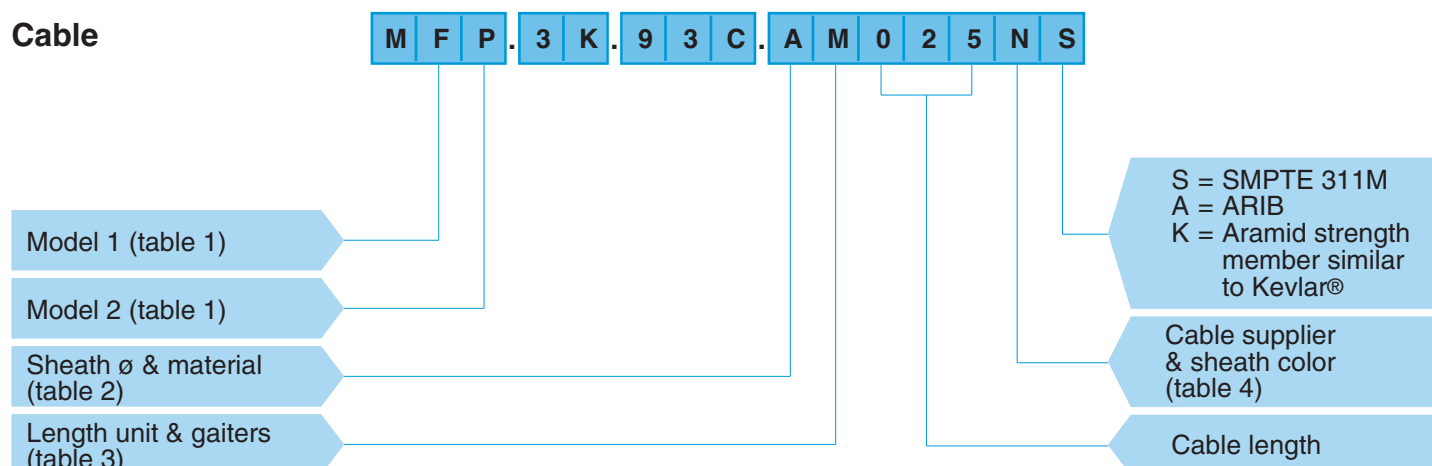 Cable
MFP.3K.93C.AM025NS
Model 1 (table 1)
Model 2 (table 1)
Sheath ø & material
(table 2)
Length unit & gaiters
(table 3)
S = SMPTE 311M
A = ARIB
K = Aramid strength
member similar
to Kevlar®
Cable supplier
& sheath color
(table 4)
Cable length